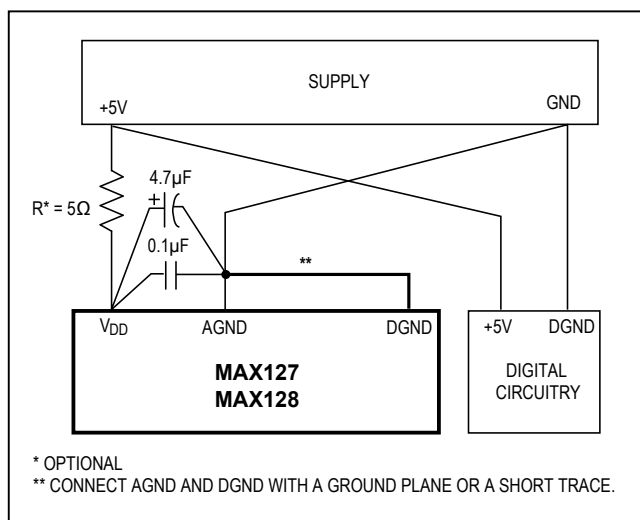 SUPPLY
+5V
GND
4.7µF
+
R* = 5Ω
0.1µF
**
VDD
AGND
DGND
+5V
DGND
MAX127
MAX128
DIGITAL
CIRCUITRY
* OPTIONAL
** CONNECT AGND AND DGND WITH A GROUND PLANE OR A SHORT TRACE.